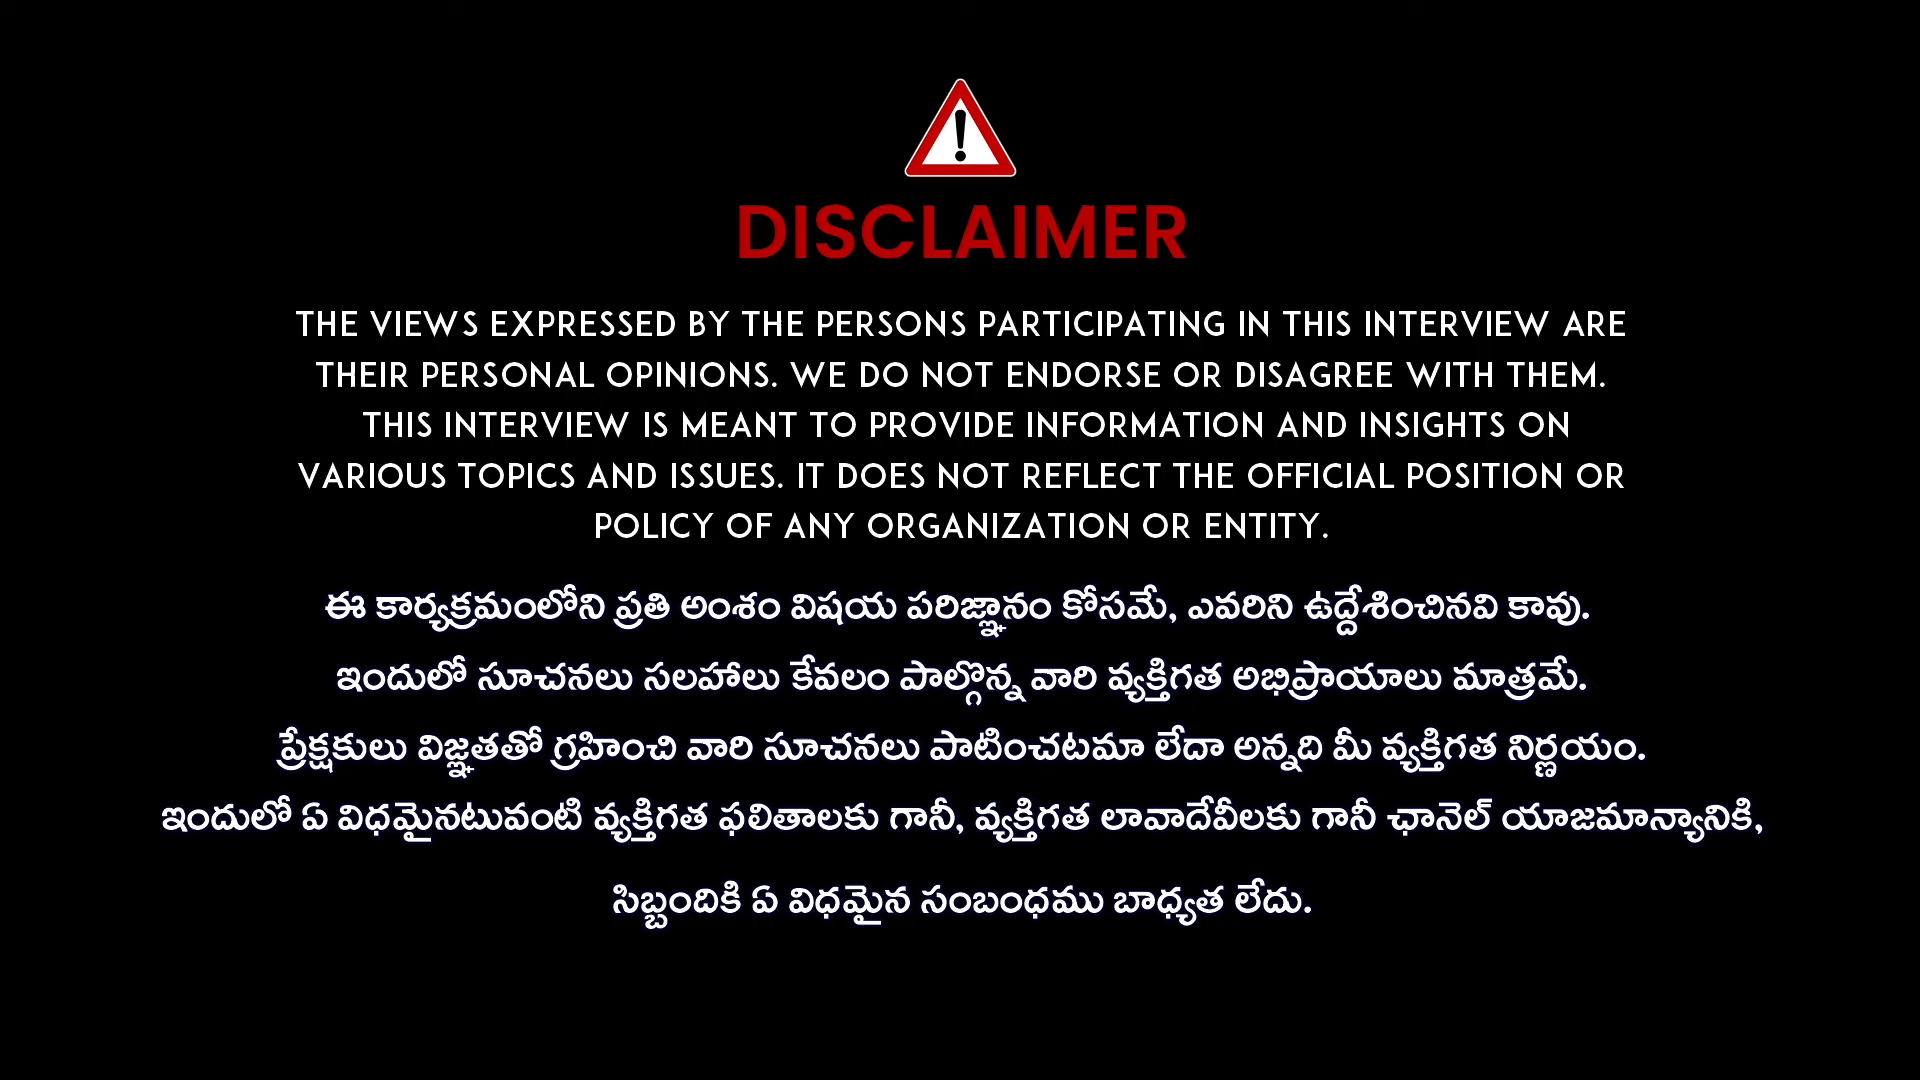 DISCLAIMER
THE VIEWS EXPRESSED BY THE PERSONS PARTICIPATING IN THIS INTERVIEW ARE
THEIR PERSONAL OPINIONS. WE DO NOT ENDORSE OR DISAGREE WITH THEM.
THIS INTERVIEW IS MEANT TO PROVIDE INFORMATION AND INSIGHTS ON
VARIOUS TOPICS AND ISSUES. IT DOES NOT REFLECT THE OFFICIAL POSITION OR
POLICY OF ANY ORGANIZATION OR ENTITY.
ఈ కార్యక్రమంలోని ప్రతి అంశం విషయ పరిజ్ఞానం కోసమే, ఎవరిని ఉద్దేశించినవి కావు.
ఇందులో సూచనలు సలహాలు కేవలం పాల్గొన్న వారి వ్యక్తిగత అభిప్రాయాలు మాత్రమే.
ప్రేక్షకులు విజ్ఞతతో గ్రహించి వారి సూచనలు పాటించటమా లేదా అన్నది మీ వ్యక్తిగత నిర్ణయం.
ఇందులో ఏ విధమైనటువంటి వ్యక్తిగత ఫలితాలకు గానీ, వ్యక్తిగత లావాదేవీలకు గానీ ఛానెల్ యాజమాన్యానికి,
సిబ్బందికి ఏ విధమైన సంబంధము బాధ్యత లేదు.